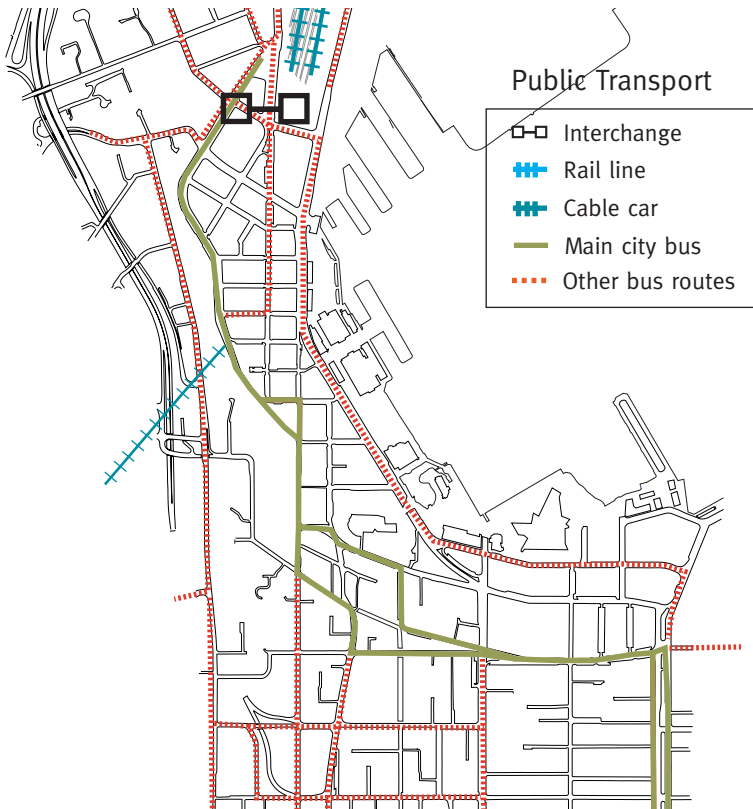 Public Transport
Interchange
Rail line
Cable car
Main city bus
Other bus routes